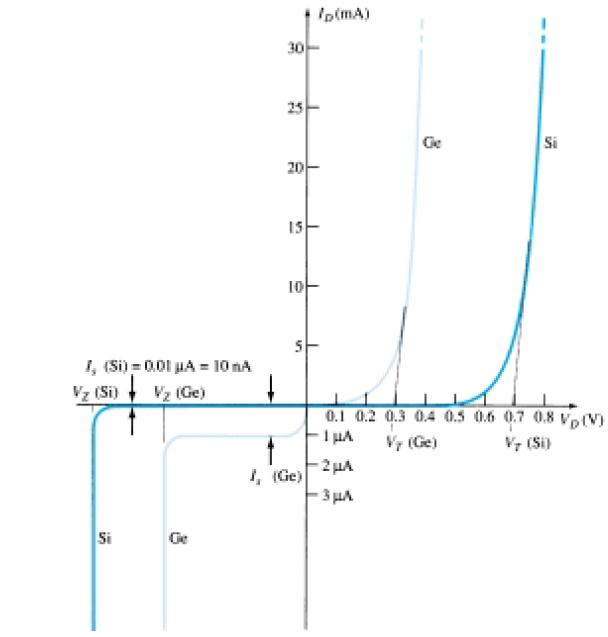 I_D (mA)
30
25
20
15
10
5
Ge
Si
I_s (Si) = 0.01 μA = 10 nA
V_Z (Si) V_Z (Ge)
0.1 0.2 0.3 0.4 0.5 0.6 0.7 0.8 V_D (V)
V_T (Ge) V_T (Si)
1 μA
2 μA
3 μA
I_s (Ge)
Si
Ge